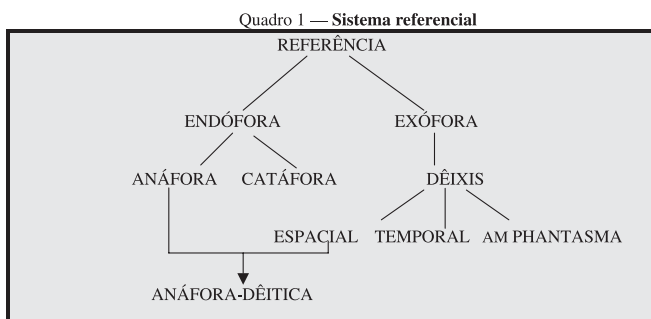 Quadro 1 — Sistema referencial
REFERÊNCIA
ENDÓFORA EXÓFORA
ANÁFORA CATÁFORA DÊIXIS
ESPACIAL TEMPORAL AM PHANTASMA
ANÁFORA-DÊITICA